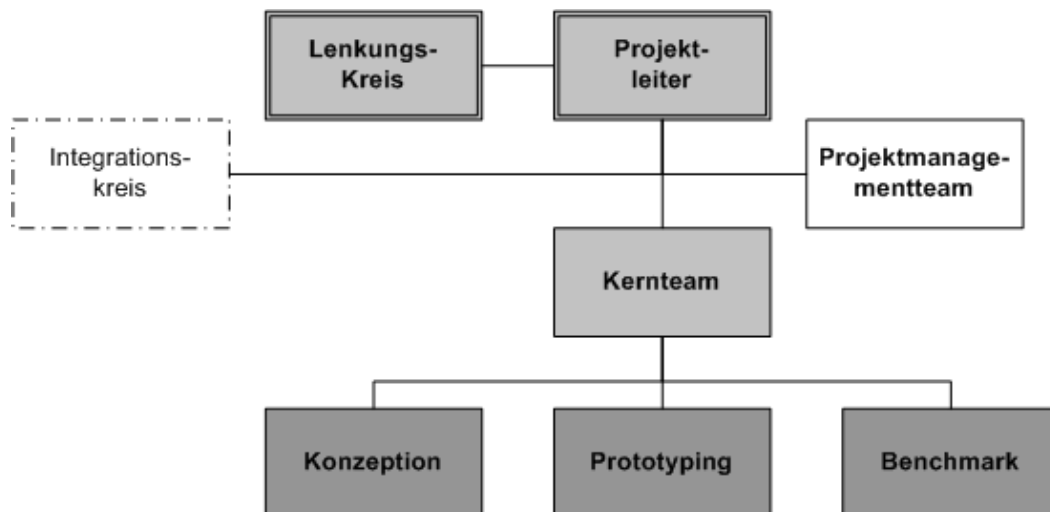 Lenkungs-
Kreis
Projekt-
leiter
Integrations-
kreis
Projektmanage-
mentteam
Kernteam
Konzeption
Prototyping
Benchmark